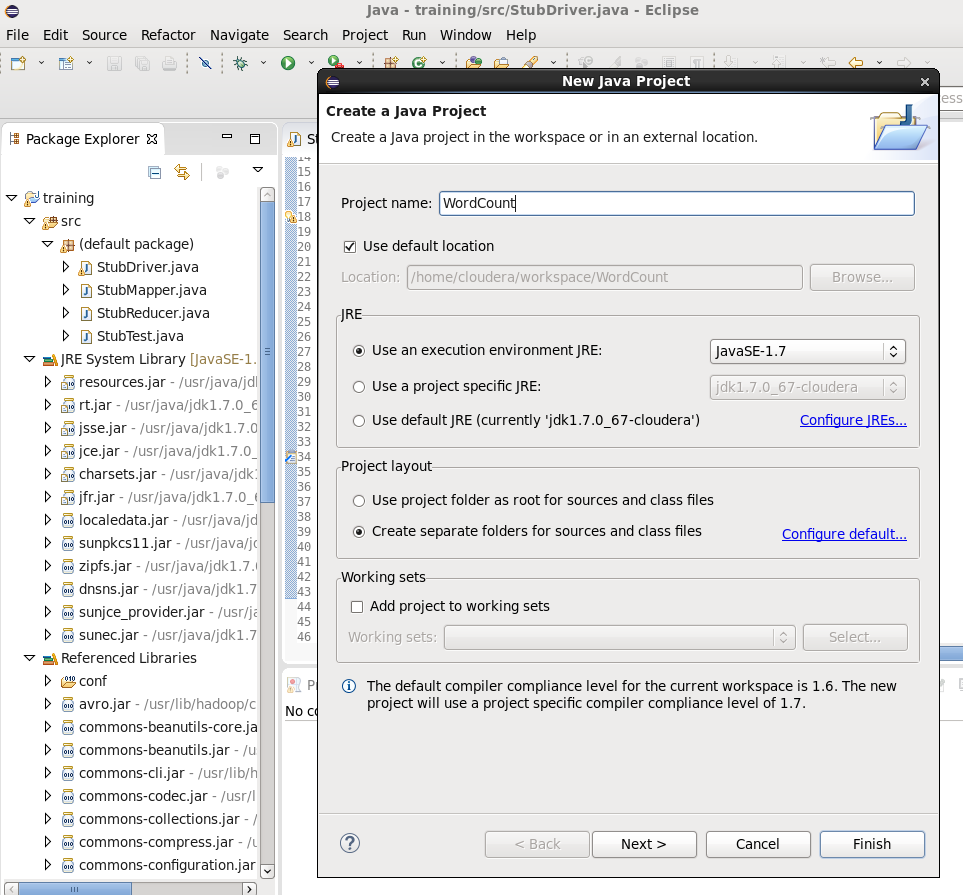 Java - training/src/StubDriver.java - Eclipse
File Edit Source Refactor Navigate Search Project Run Window Help
Package Explorer
training
src
(default package)
StubDriver.java
StubMapper.java
StubReducer.java
StubTest.java
JRE System Library [JavaSE-1.
resources.jar - /usr/java/jd
rt.jar - /usr/java/jdk1.7.0_6
jsse.jar - /usr/java/jdk1.7.0
jce.jar - /usr/java/jdk1.7.0_
charsets.jar - /usr/java/jdk
jfr.jar - /usr/java/jdk1.7.0_6
localedata.jar - /usr/java/jd
sunpkcs11.jar - /usr/java/jd
zipfs.jar - /usr/java/jdk1.7.
dnsns.jar - /usr/java/jdk1.7
sunjce_provider.jar - /usr/ja
sunec.jar - /usr/java/jdk1.7
Referenced Libraries
conf
avro.jar - /usr/lib/hadoop/c
commons-beanutils-core.ja
commons-beanutils.jar - /u
commons-cli.jar - /usr/lib/h
commons-codec.jar - /usr/l
commons-collections.jar - /
commons-compress.jar - /u
commons-configuration.jar
St
14
15
16
17
18
19
20
21
22
23
24
25
26
27
28
29
30
31
32
33
34
35
36
37
38
39
40
41
42
43
44
45
46
No co
New Java Project
Create a Java Project
Create a Java project in the workspace or in an external location.
Project name: WordCount
Use default location
Location: /home/cloudera/workspace/WordCount Browse...
JRE
Use an execution environment JRE: JavaSE-1.7
Use a project specific JRE: jdk1.7.0_67-cloudera
Use default JRE (currently 'jdk1.7.0_67-cloudera') Configure JREs...
Project layout
Use project folder as root for sources and class files
Create separate folders for sources and class files Configure default...
Working sets
Add project to working sets
Working sets: Select...
The default compiler compliance level for the current workspace is 1.6. The new
project will use a project specific compiler compliance level of 1.7.
< Back Next > Cancel Finish